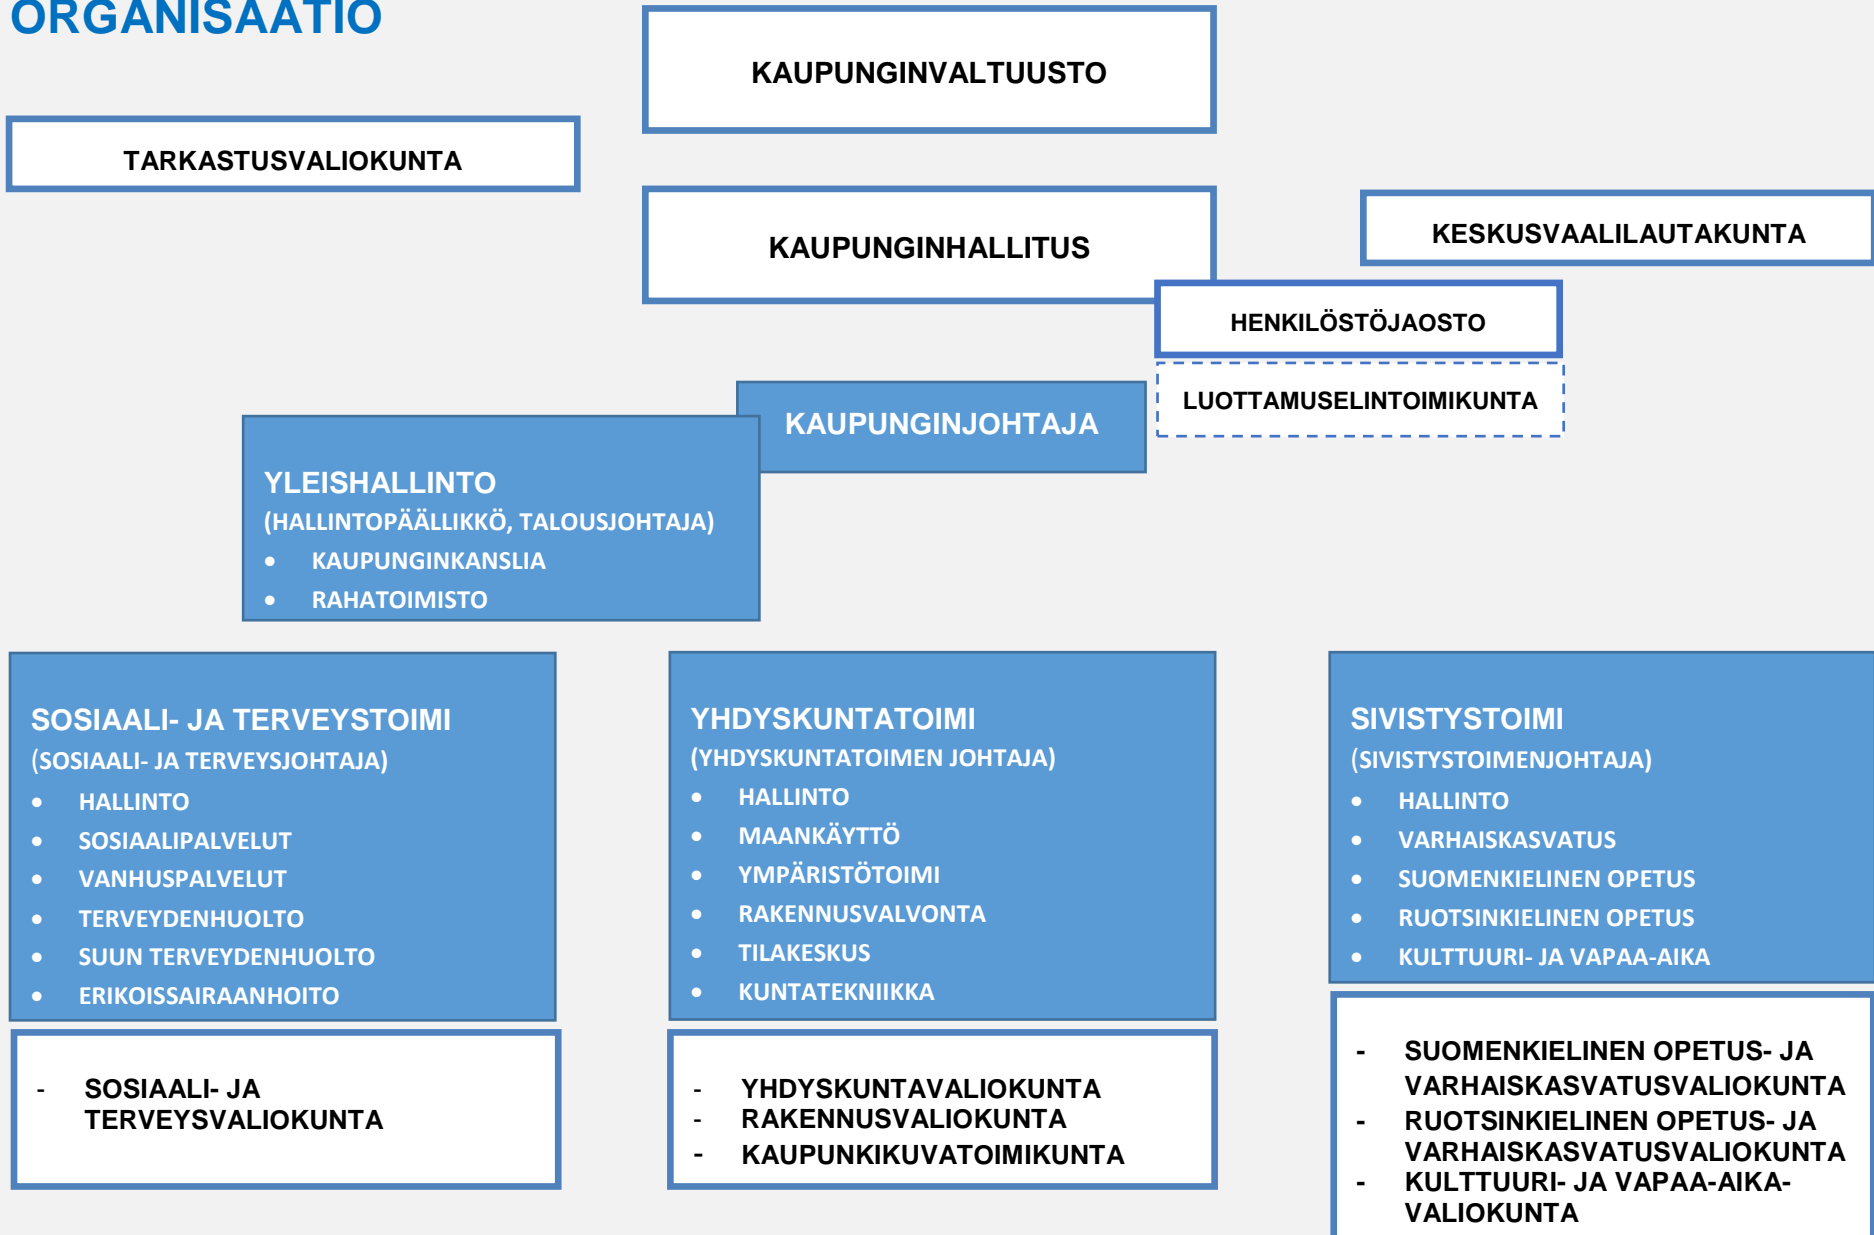 ORGANISAATIO
KAUPUNGINVALTUUSTO
TARKASTUSVALIOKUNTA
KAUPUNGINHALLITUS
KESKUSVAALILAUTAKUNTA
HENKILÖSTÖJAOSTO
LUOTTAMUSELINTOIMIKUNTA
KAUPUNGINJOHTAJA
YLEISHALLINTO
(HALLINTOPÄÄLLIKKÖ, TALOUSJOHTAJA)
• KAUPUNGINKANSLIA
• RAHATOIMISTO
SOSIAALI- JA TERVEYSTOIMI
(SOSIAALI- JA TERVEYSJOHTAJA)
• HALLINTO
• SOSIAALIPALVELUT
• VANHUSPALVELUT
• TERVEYDENHUOLTO
• SUUN TERVEYDENHUOLTO
• ERIKOISSAIRAANHOITO
- SOSIAALI- JA
TERVEYSVALIOKUNTA
YHDYSKUNTATOIMI
(YHDYSKUNTATOIMEN JOHTAJA)
• HALLINTO
• MAANKÄYTTÖ
• YMPÄRISTÖTOIMI
• RAKENNUSVALVONTA
• TILAKESKUS
• KUNTATEKNIIKKA
- YHDYSKUNTAVALIOKUNTA
- RAKENNUSVALIOKUNTA
- KAUPUNKIKUVATOIMIKUNTA
SIVISTYSTOIMI
(SIVISTYSTOIMENJOHTAJA)
• HALLINTO
• VARHAISKASVATUS
• SUOMENKIELINEN OPETUS
• RUOTSINKIELINEN OPETUS
• KULTTUURI- JA VAPAA-AIKA
- SUOMENKIELINEN OPETUS- JA
VARHAISKASVATUSVALIOKUNTA
- RUOTSINKIELINEN OPETUS- JA
VARHAISKASVATUSVALIOKUNTA
- KULTTUURI- JA VAPAA-AIKA-
VALIOKUNTA